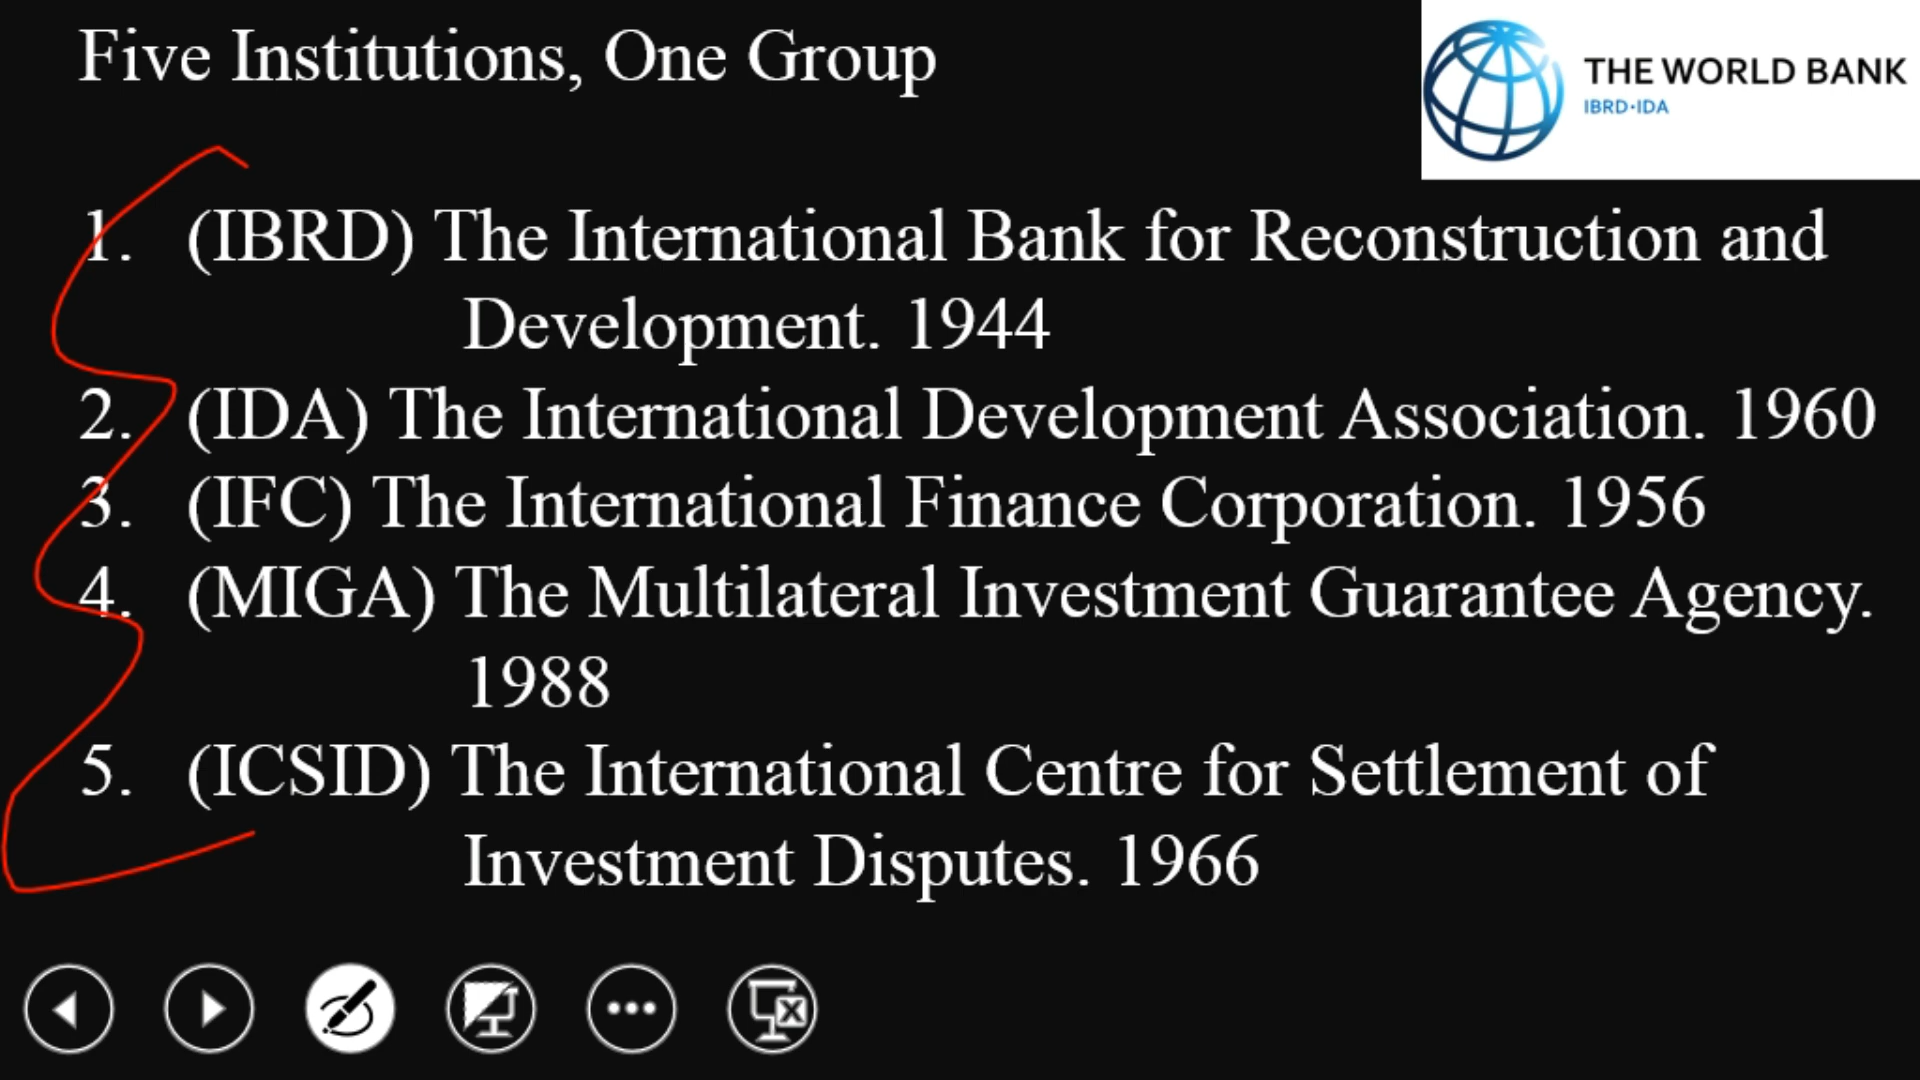 Five Institutions, One Group
THE WORLD BANK
IBRD•IDA
1. (IBRD) The International Bank for Reconstruction and
Development. 1944
2. (IDA) The International Development Association. 1960
3. (IFC) The International Finance Corporation. 1956
4. (MIGA) The Multilateral Investment Guarantee Agency.
1988
5. (ICSID) The International Centre for Settlement of
Investment Disputes. 1966